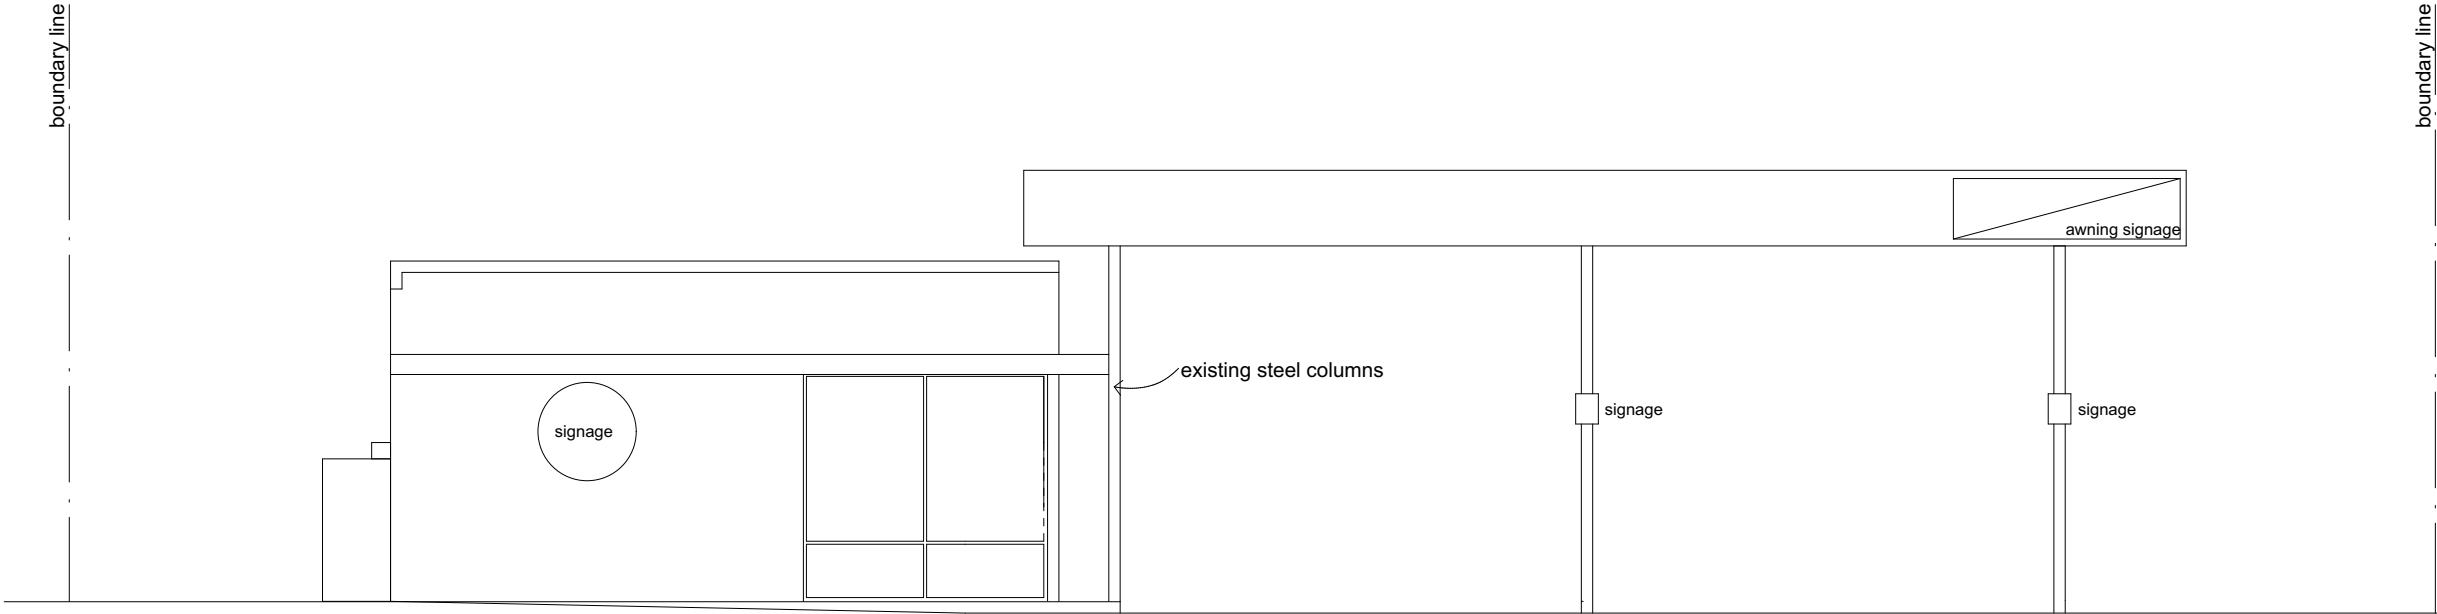 boundary line
boundary line
awning signage
existing steel columns
signage
signage
signage